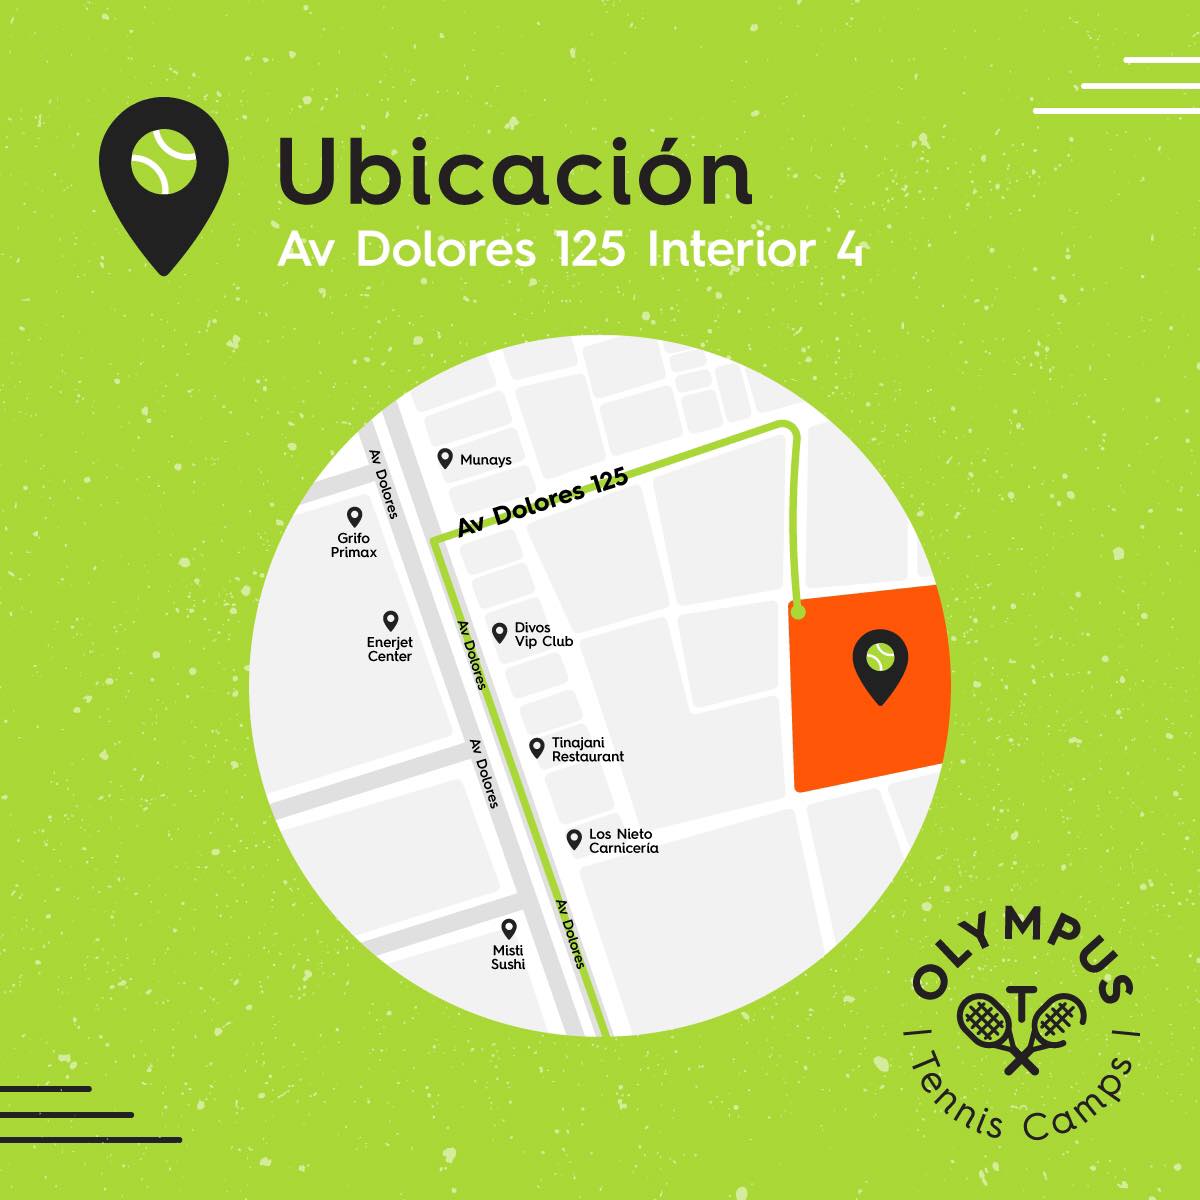 Ubicación
Av Dolores 125 Interior 4
Av Dolores
Munays
Av Dolores 125
Grifo
Primax
Enerjet
Center
Av Dolores
Divos
Vip Club
Av Dolores
Tinajani
Restaurant
Los Nieto
Carnicería
Av Dolores
Misti
Sushi
OLYMPUS
T
Tennis Camps